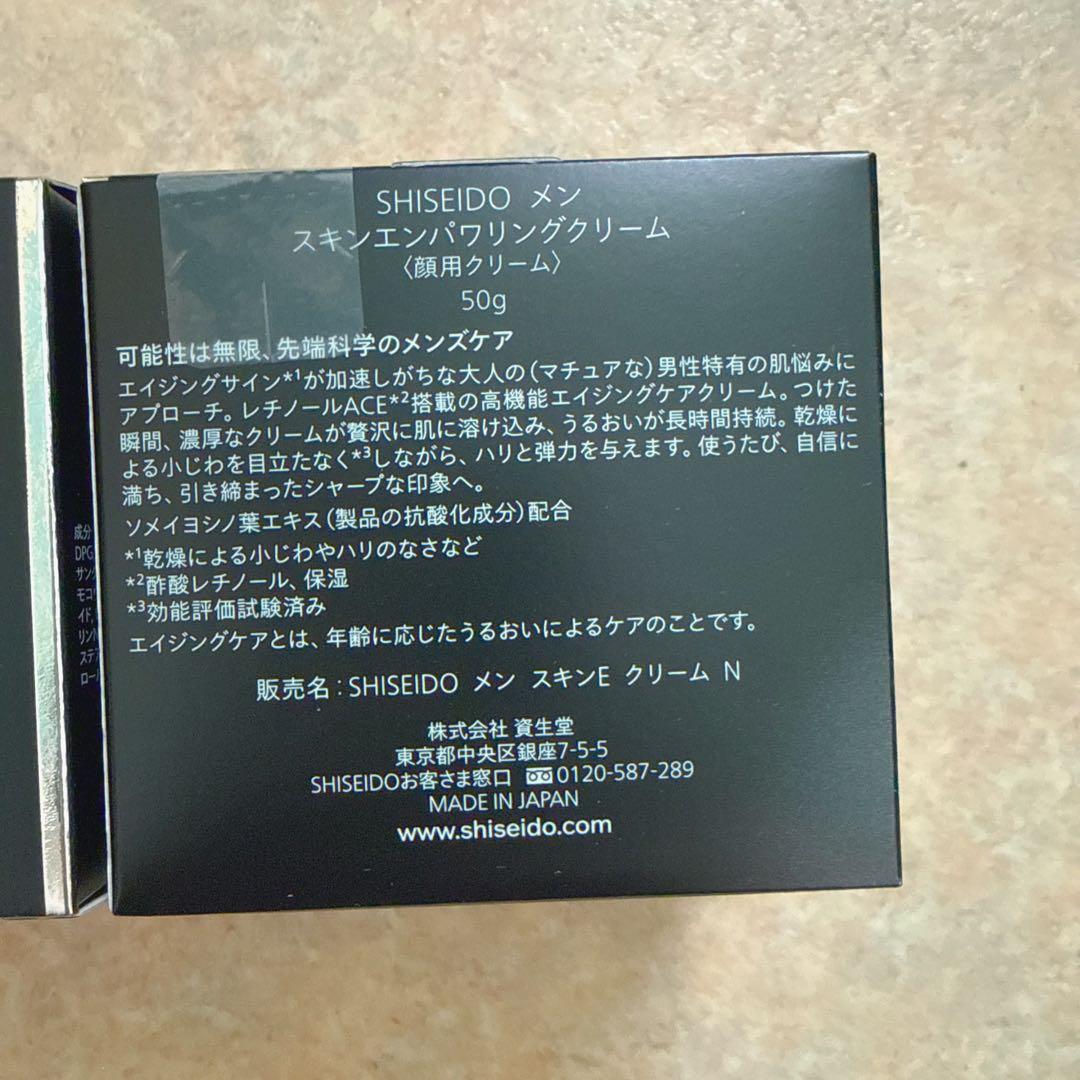 SHISEIDO メン
スキンエンパワリングクリーム
〈顔用クリーム〉
50g
可能性は無限、先端科学のメンズケア
エイジングサイン*1が加速しがちな大人の(マチュアな)男性特有の肌悩みに
アプローチ。レチノールACE*2搭載の高機能エイジングケアクリーム。つけた
瞬間、濃厚なクリームが贅沢に肌に溶け込み、うるおいが長時間持続。乾燥に
よる小じわを目立たなく*3しながら、ハリと弾力を与えます。使うたび、自信に
満ち、引き締まったシャープな印象へ。
ソメイヨシノ葉エキス(製品の抗酸化成分)配合
*1乾燥による小じわやハリのなさなど
*2酢酸レチノール、保湿
*3効能評価試験済み
エイジングケアとは、年齢に応じたうるおいによるケアのことです。
販売名:SHISEIDO メン スキンE クリーム N
株式会社 資生堂
東京都中央区銀座7-5-5
SHISEIDOお客さま窓口 0120-587-289
MADE IN JAPAN
www.shiseido.com
成分
DPG